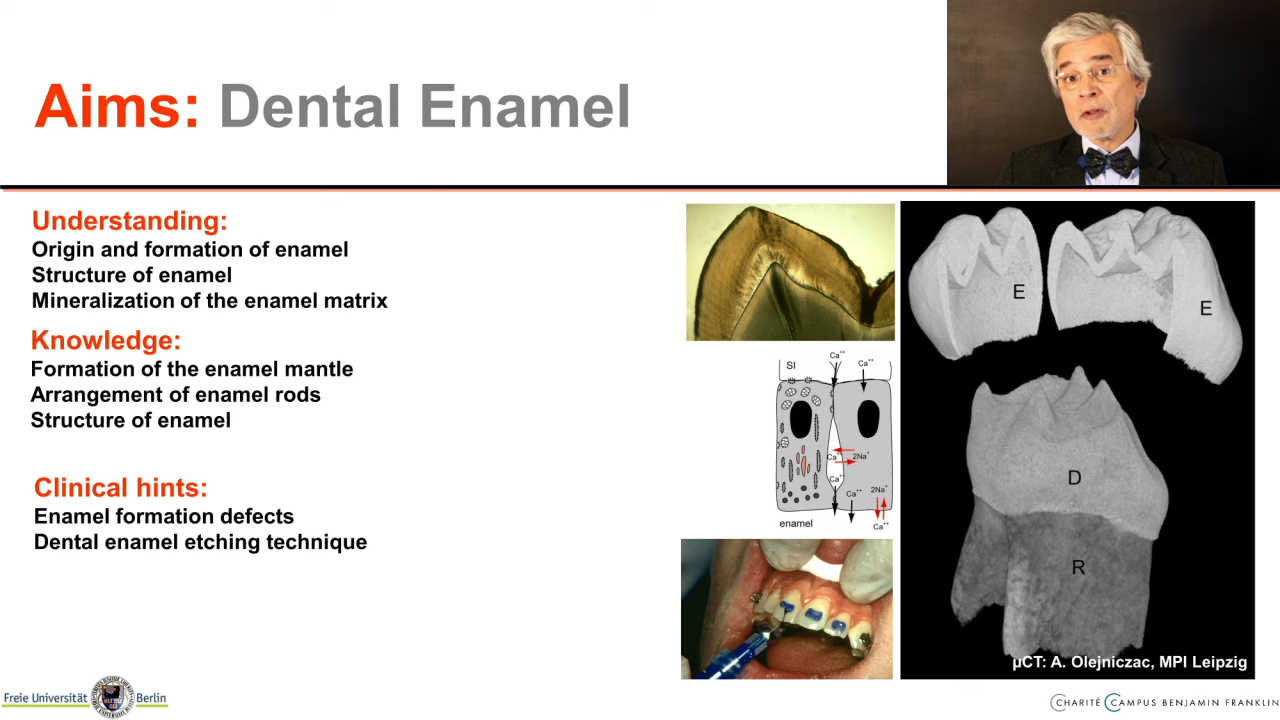 Aims: Dental Enamel
Understanding:
Origin and formation of enamel
Structure of enamel
Mineralization of the enamel matrix
Knowledge:
Formation of the enamel mantle
Arrangement of enamel rods
Structure of enamel
Clinical hints:
Enamel formation defects
Dental enamel etching technique
SI
Ca++
Ca++
Ca++
2Na+
Ca++
Ca++
2Na+
enamel
Ca++
E
E
D
R
µCT: A. Olejniczac, MPI Leipzig
Freie Universität Berlin
CHARITÉ CAMPUS BENJAMIN FRANKLIN